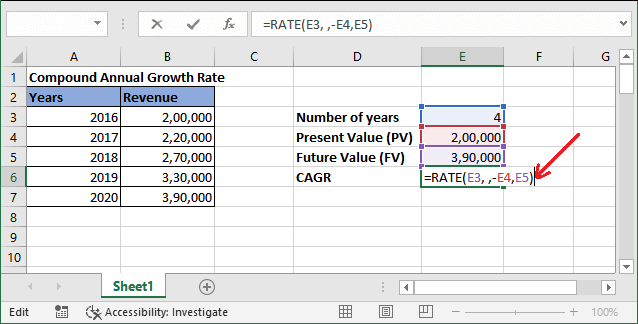 =RATE(E3, ,-E4,E5)
A B C D E F G
1 Compound Annual Growth Rate
2 Years Revenue
3 2016 2,00,000 Number of years 4
4 2017 2,20,000 Present Value (PV) 2,00,000
5 2018 2,70,000 Future Value (FV) 3,90,000
6 2019 3,30,000 CAGR =RATE(E3, ,-E4,E5)
7 2020 3,90,000
8
9
10
Sheet1
Edit Accessibility: Investigate 100%